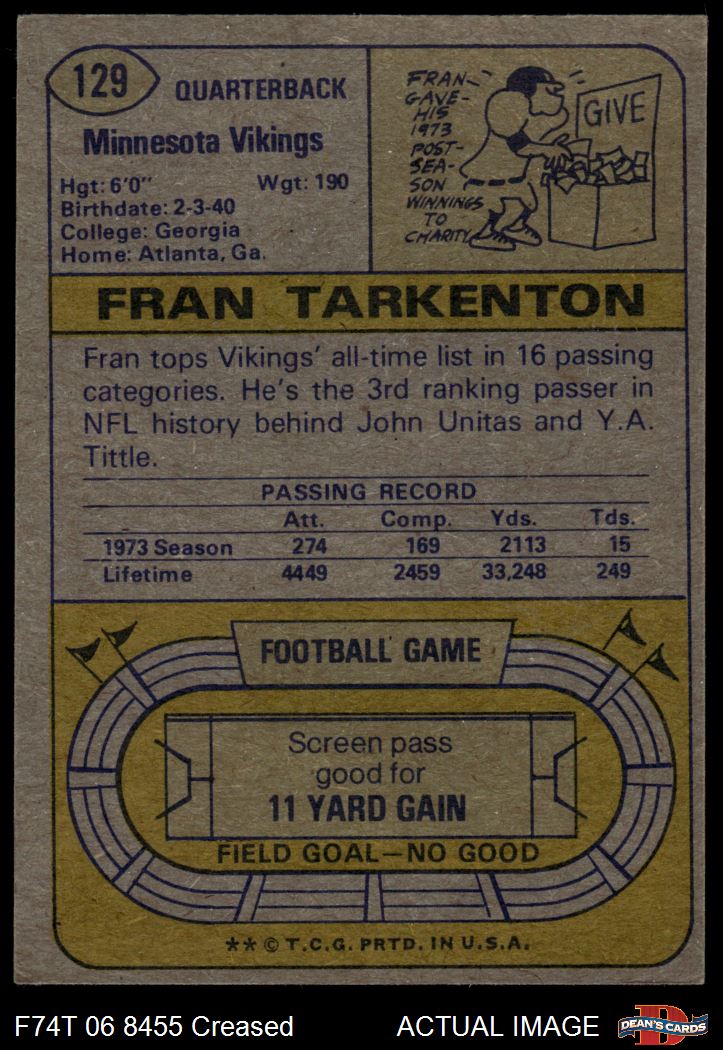 129
QUARTERBACK
Minnesota Vikings
Hgt: 6'0" Wgt: 190
Birthdate: 2-3-40
College: Georgia
Home: Atlanta, Ga.
FRAN
GAVE
HIS
1973
POST-
SEA-
SON
WINNINGS
TO
CHARITY
GIVE
FRAN TARKENTON
Fran tops Vikings' all-time list in 16 passing
categories. He's the 3rd ranking passer in
NFL history behind John Unitas and Y.A.
Tittle.
PASSING RECORD
Att. Comp. Yds. Tds.
1973 Season 274 169 2113 15
Lifetime 4449 2459 33,248 249
FOOTBALL GAME
Screen pass
good for
11 YARD GAIN
FIELD GOAL—NO GOOD
** © T.C.G. PRTD. IN U.S.A.
F74T 06 8455 Creased ACTUAL IMAGE
D
DEAN'S CARDS